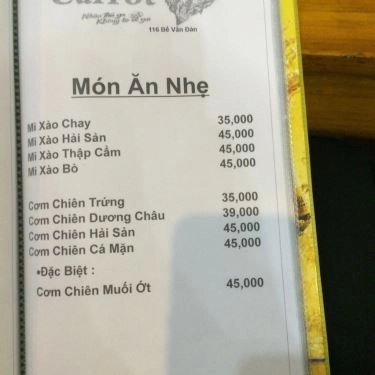 Carrot
116 Bế Văn Đàn
Món Ăn Nhẹ
Mì Xào Chay 35,000
Mì Xào Hải Sản 45,000
Mì Xào Thập Cẩm 45,000
Mì Xào Bò 45,000
Cơm Chiên Trứng 35,000
Cơm Chiên Dương Châu 39,000
Cơm Chiên Hải Sản 45,000
Cơm Chiên Cá Mặn 45,000
•Đặc Biệt :
Cơm Chiên Muối Ớt 45,000